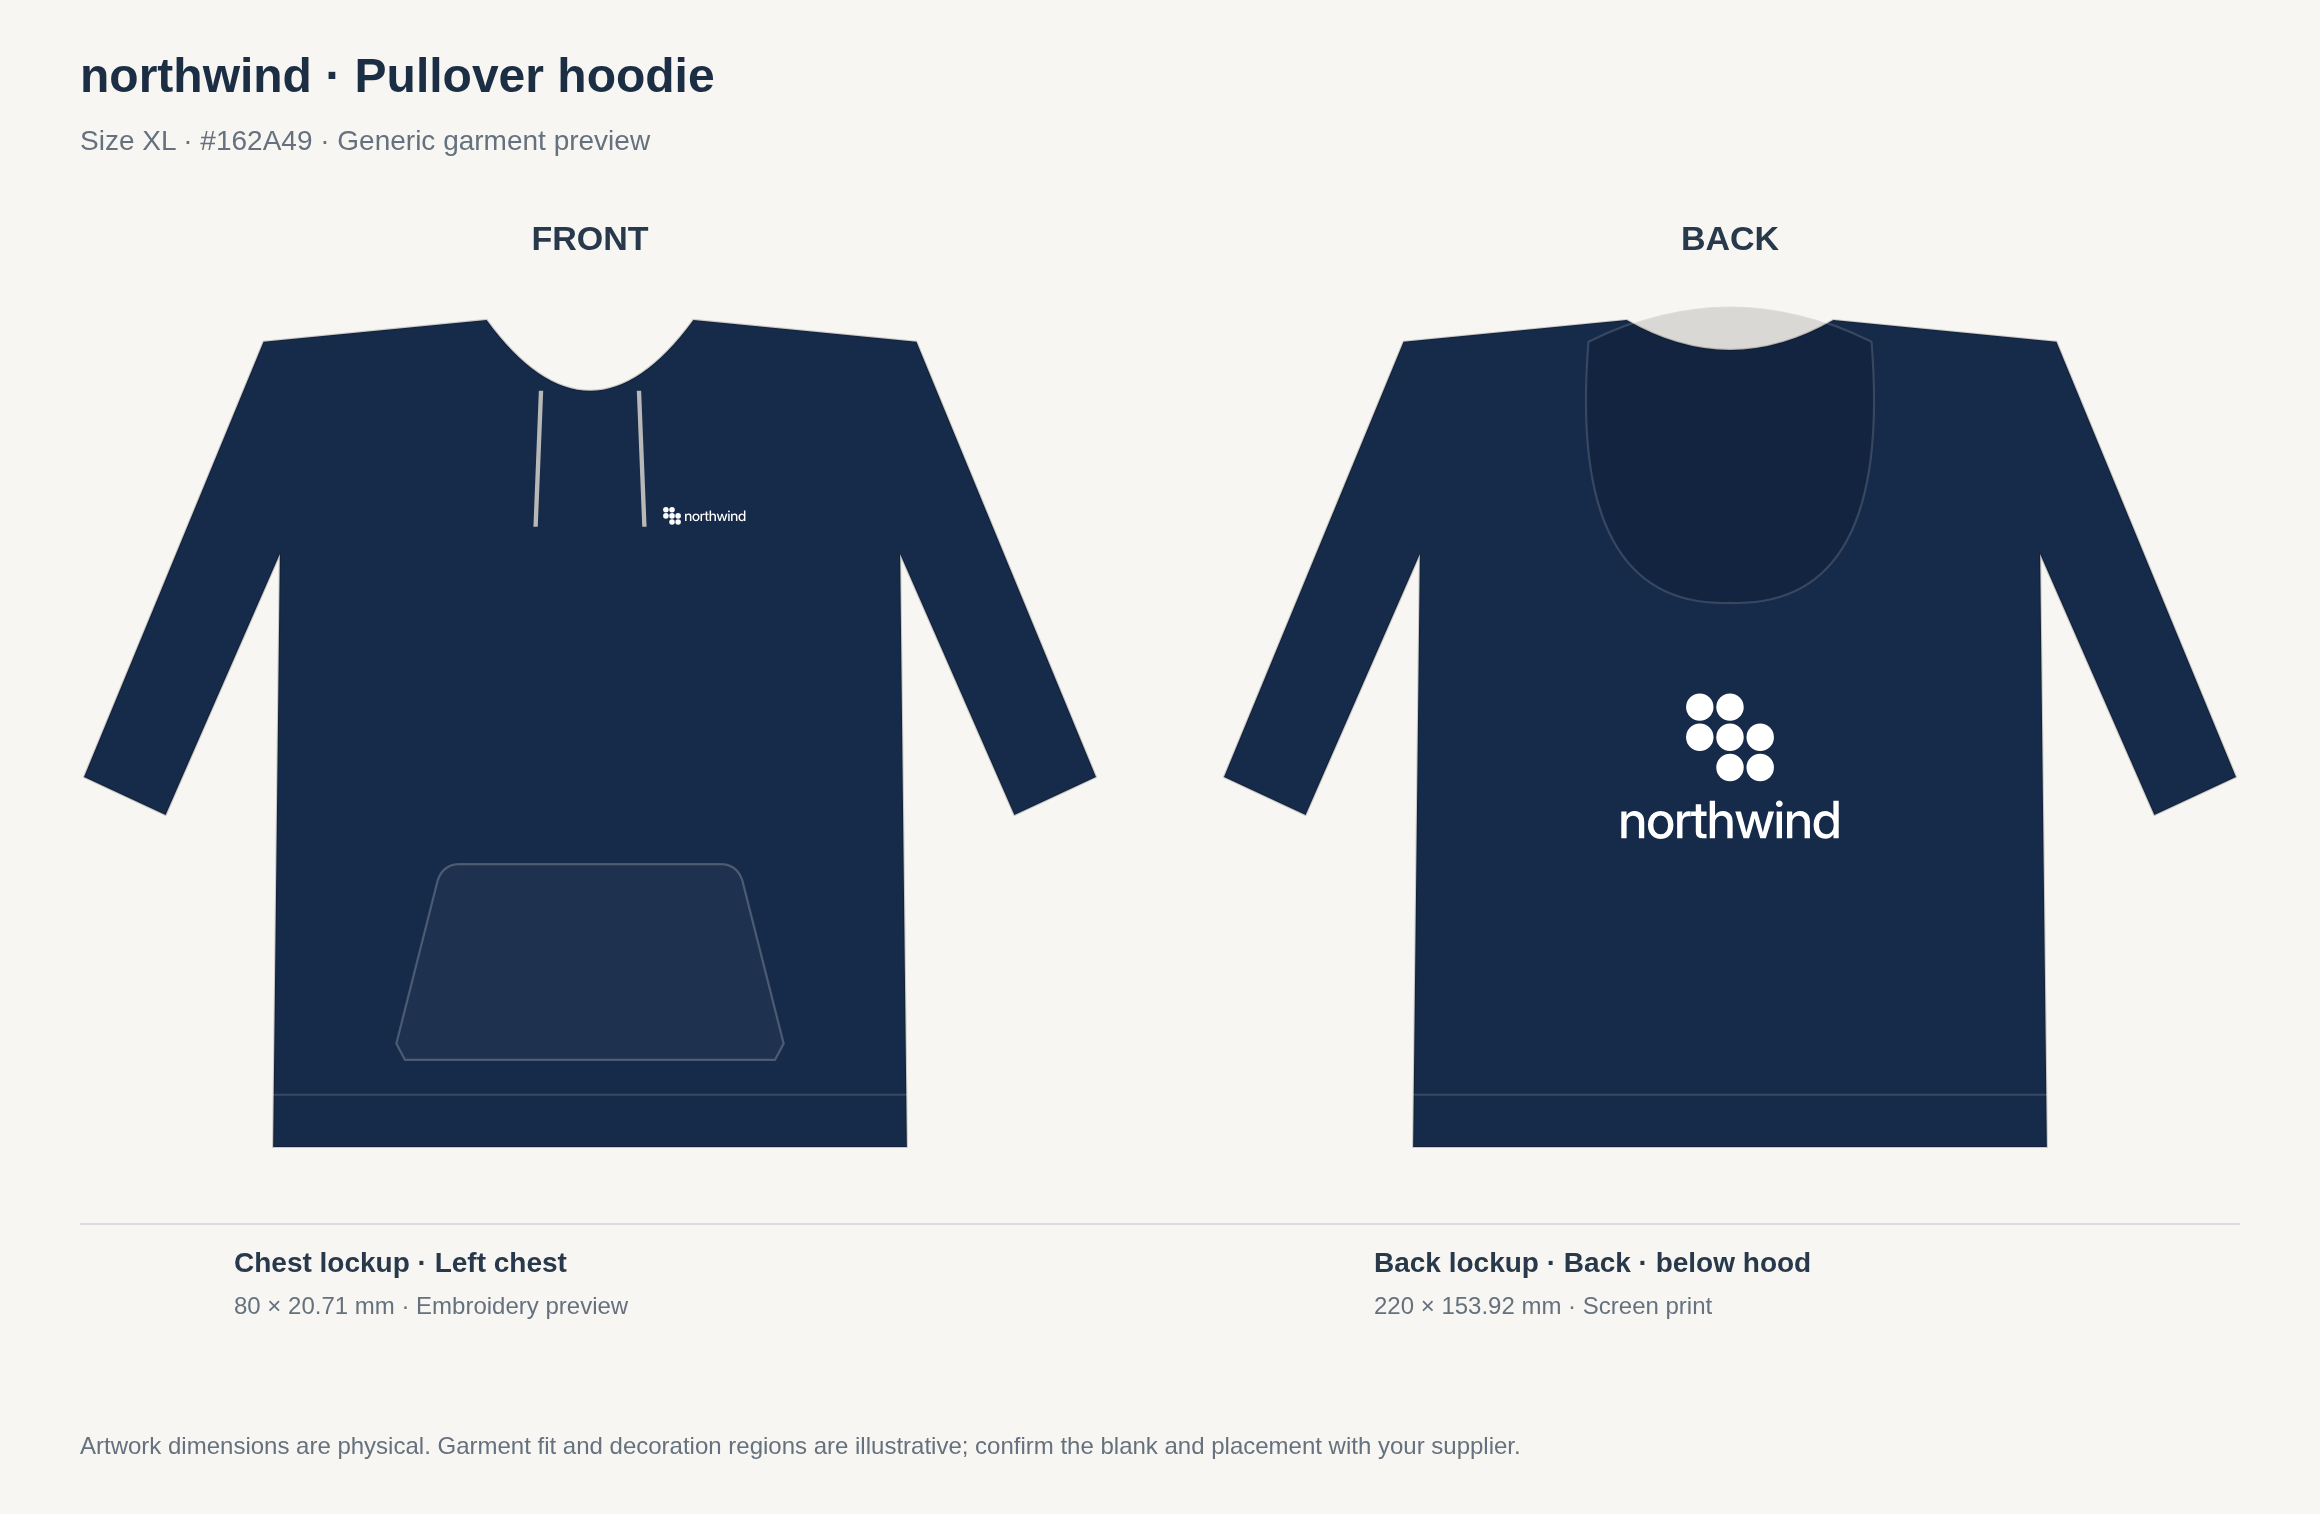 northwind · Pullover hoodie
Size XL · #162A49 · Generic garment preview
FRONT
BACK
northwind
northwind
Chest lockup · Left chest
80 × 20.71 mm · Embroidery preview
Back lockup · Back · below hood
220 × 153.92 mm · Screen print
Artwork dimensions are physical. Garment fit and decoration regions are illustrative; confirm the blank and placement with your supplier.